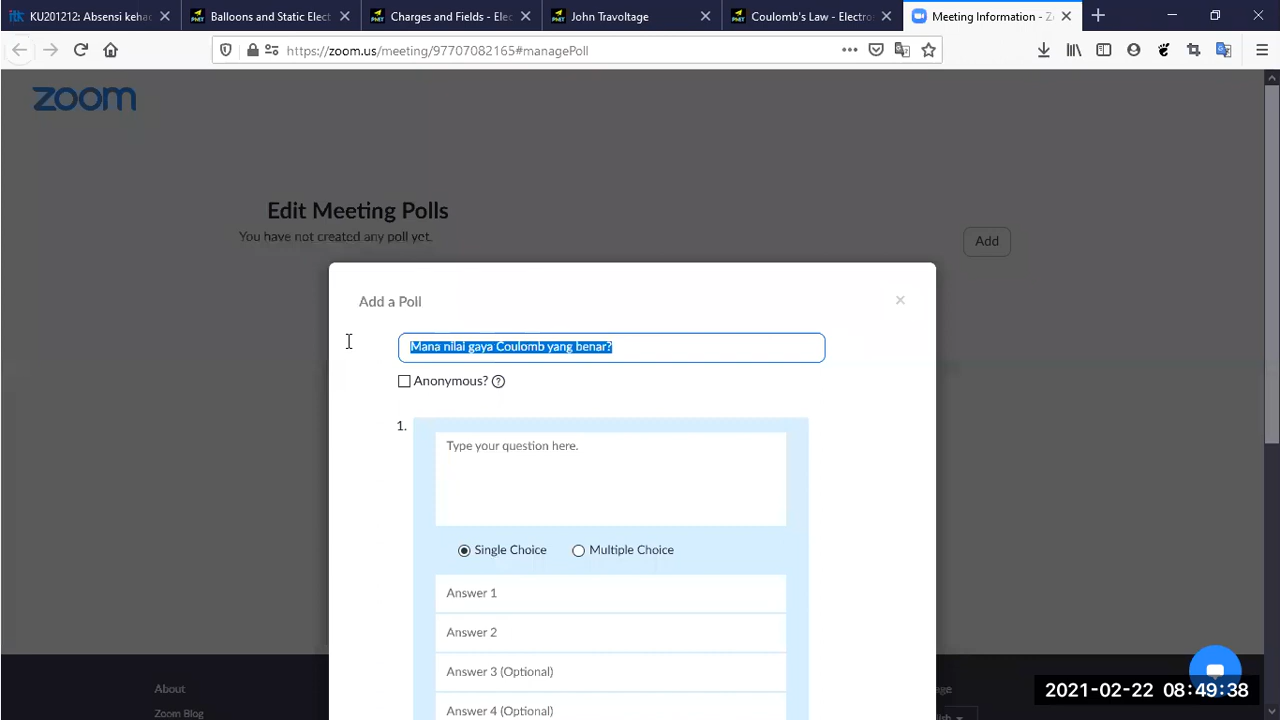 KU201212: Absensi kehad
Balloons and Static Elect
Charges and Fields - Elec
John Travoltage
Coulomb's Law - Electro
Meeting Information - Zo
https://zoom.us/meeting/97707082165#managePoll
zoom
Edit Meeting Polls
You have not created any poll yet.
Add
Add a Poll
Mana nilai gaya Coulomb yang benar?
Anonymous?
1.
Type your question here.
Single Choice
Multiple Choice
Answer 1
Answer 2
Answer 3 (Optional)
Answer 4 (Optional)
About
Zoom Blog
2021-02-22 08:49:38